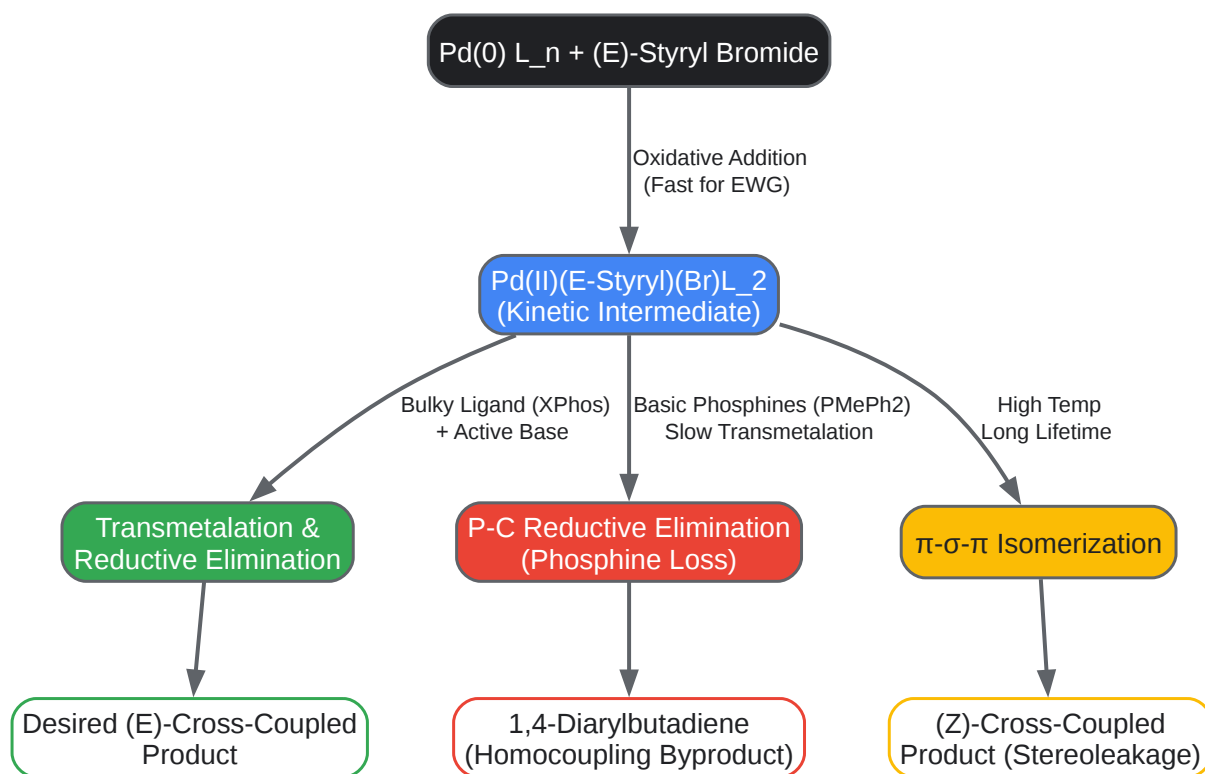 Pd(0) L_n + (E)-Styryl Bromide
Oxidative Addition
(Fast for EWG)
Pd(II)(E-Styryl)(Br)L_2
(Kinetic Intermediate)
Bulky Ligand (XPhos)
+ Active Base
Basic Phosphines (PMePh2)
Slow Transmetalation
High Temp
Long Lifetime
Transmetalation &
Reductive Elimination
P-C Reductive Elimination
(Phosphine Loss)
π-σ-π Isomerization
Desired (E)-Cross-Coupled
Product
1,4-Diarylbutadiene
(Homocoupling Byproduct)
(Z)-Cross-Coupled
Product (Stereoleakage)